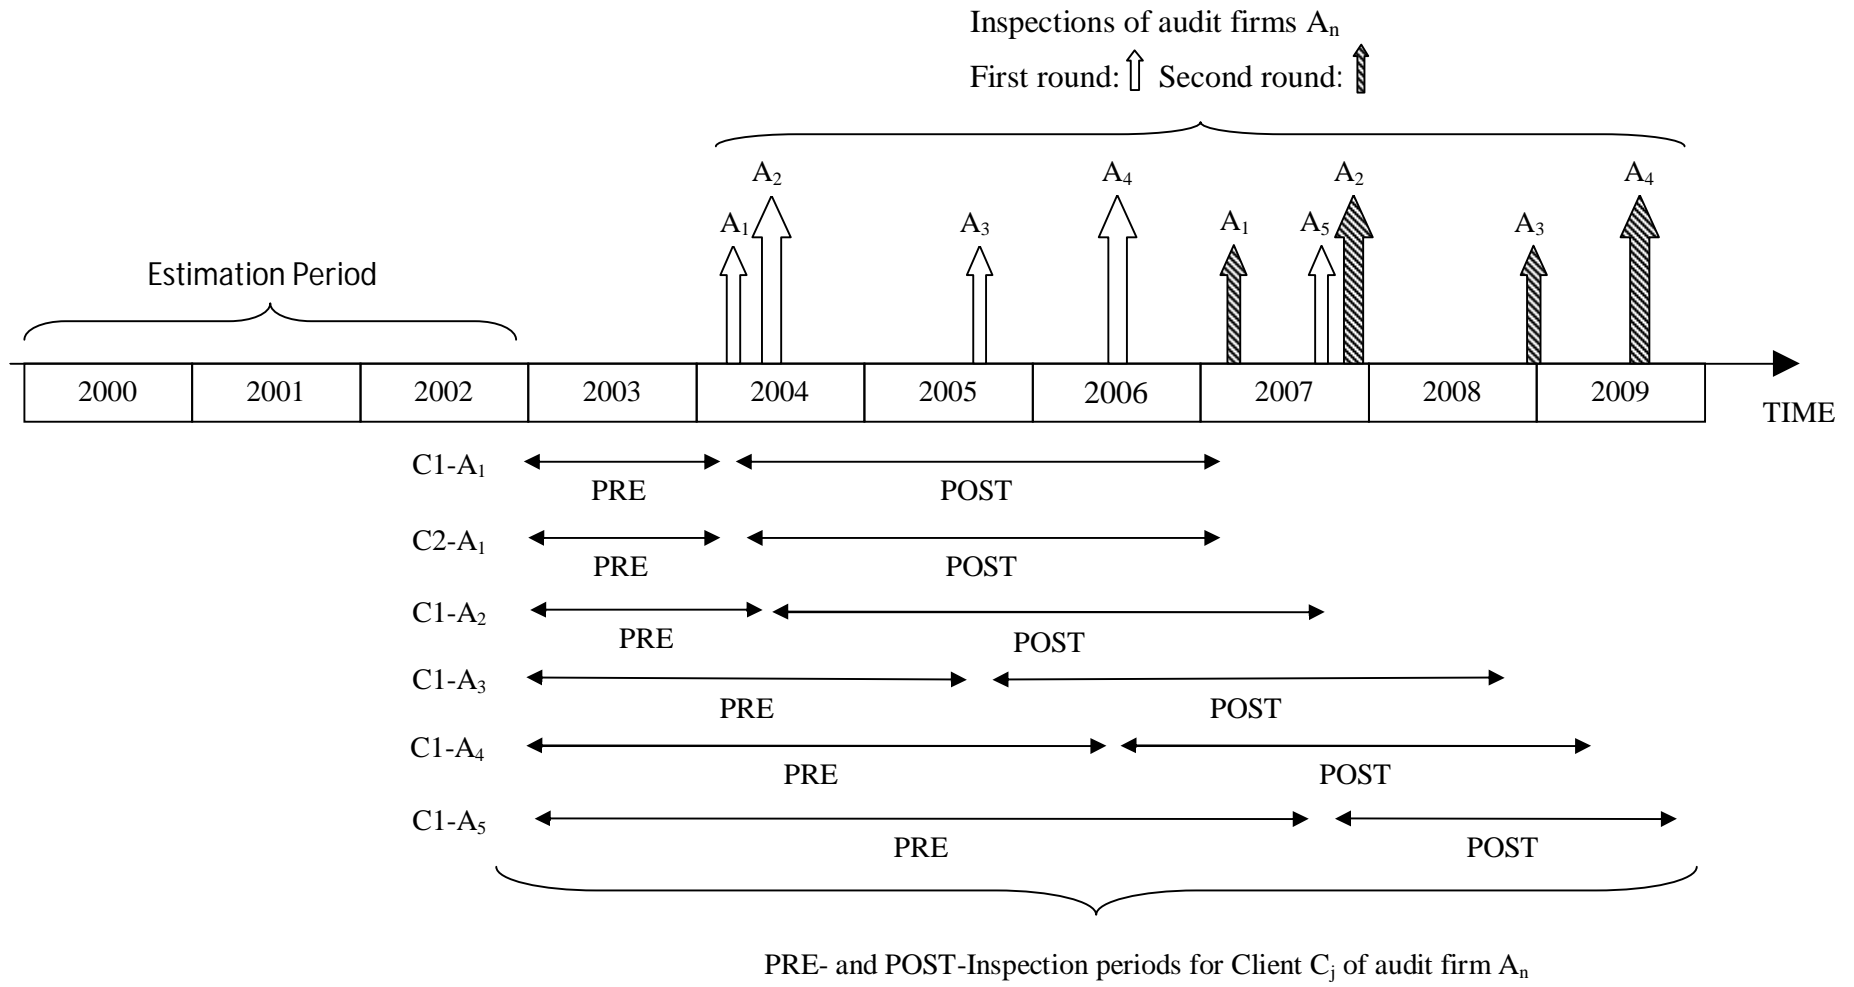 Inspections of audit firms Aₙ
First round: Second round:
A₂ A₄ A₂ A₄
A₁ A₃ A₁ A₅ A₃
Estimation Period
2000 2001 2002 2003 2004 2005 2006 2007 2008 2009
TIME
C1-A₁
PRE POST
C2-A₁
PRE POST
C1-A₂
PRE POST
C1-A₃
PRE POST
C1-A₄
PRE POST
C1-A₅
PRE POST
PRE- and POST-Inspection periods for Client Cⱼ of audit firm Aₙ